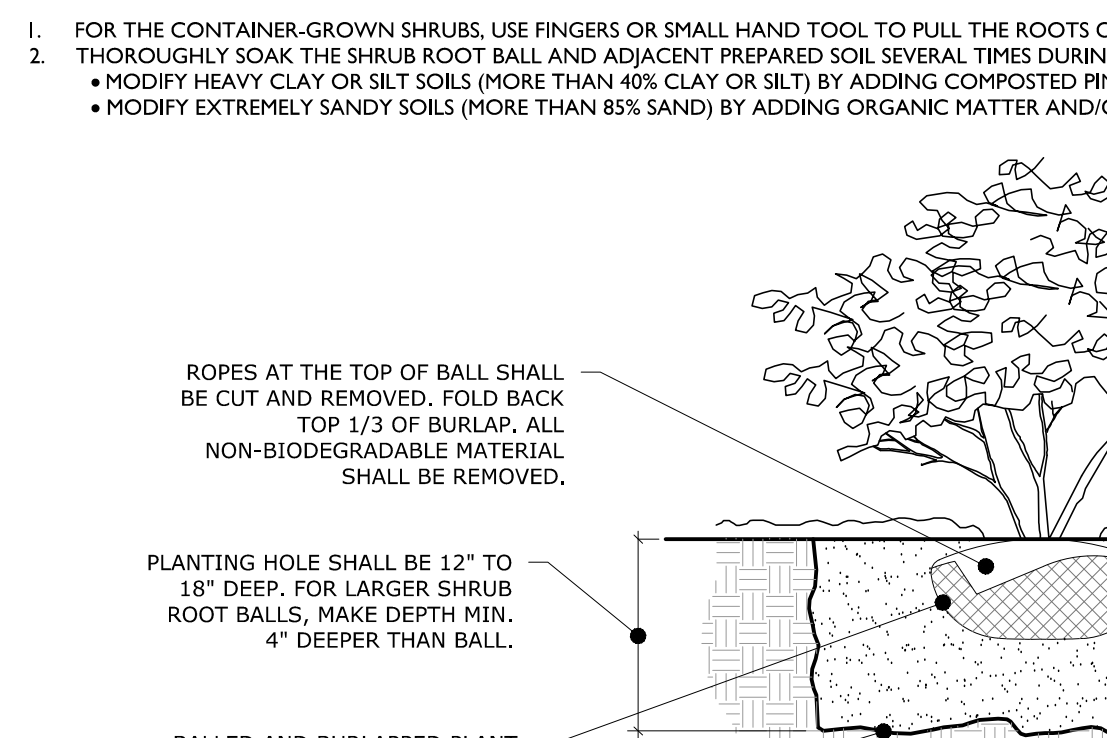 1. FOR THE CONTAINER-GROWN SHRUBS, USE FINGERS OR SMALL HAND TOOL TO PULL THE ROOTS
2. THOROUGHLY SOAK THE SHRUB ROOT BALL AND ADJACENT PREPARED SOIL SEVERAL TIMES
• MODIFY HEAVY CLAY OR SILT SOILS (MORE THAN 40% CLAY OR SILT) BY ADDING COMPOSTED
• MODIFY EXTREMELY SANDY SOILS (MORE THAN 85% SAND) BY ADDING ORGANIC MATTER
ROPES AT THE TOP OF BALL SHALL
BE CUT AND REMOVED. FOLD BACK
TOP 1/3 OF BURLAP. ALL
NON-BIODEGRADABLE MATERIAL
SHALL BE REMOVED.
PLANTING HOLE SHALL BE 12" TO
18" DEEP. FOR LARGER SHRUB
ROOT BALLS, MAKE DEPTH MIN.
4" DEEPER THAN BALL.
BALLED AND BURLAPPED PLANT